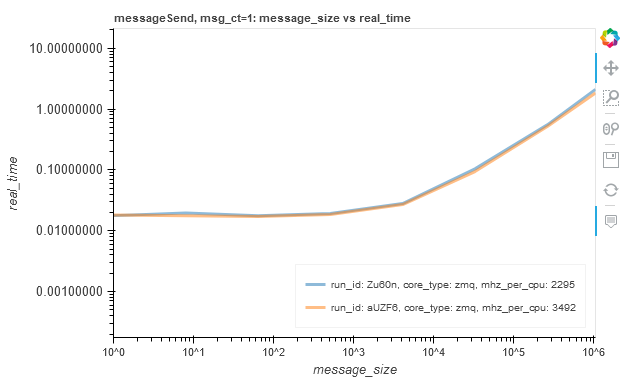 messageSend, msg_ct=1: message_size vs real_time
10.00000000
1.00000000
0.10000000
0.01000000
0.00100000
real_time
run_id: Zu60n, core_type: zmq, mhz_per_cpu: 2295
run_id: aUZF6, core_type: zmq, mhz_per_cpu: 3492
10^0 10^1 10^2 10^3 10^4 10^5 10^6
message_size